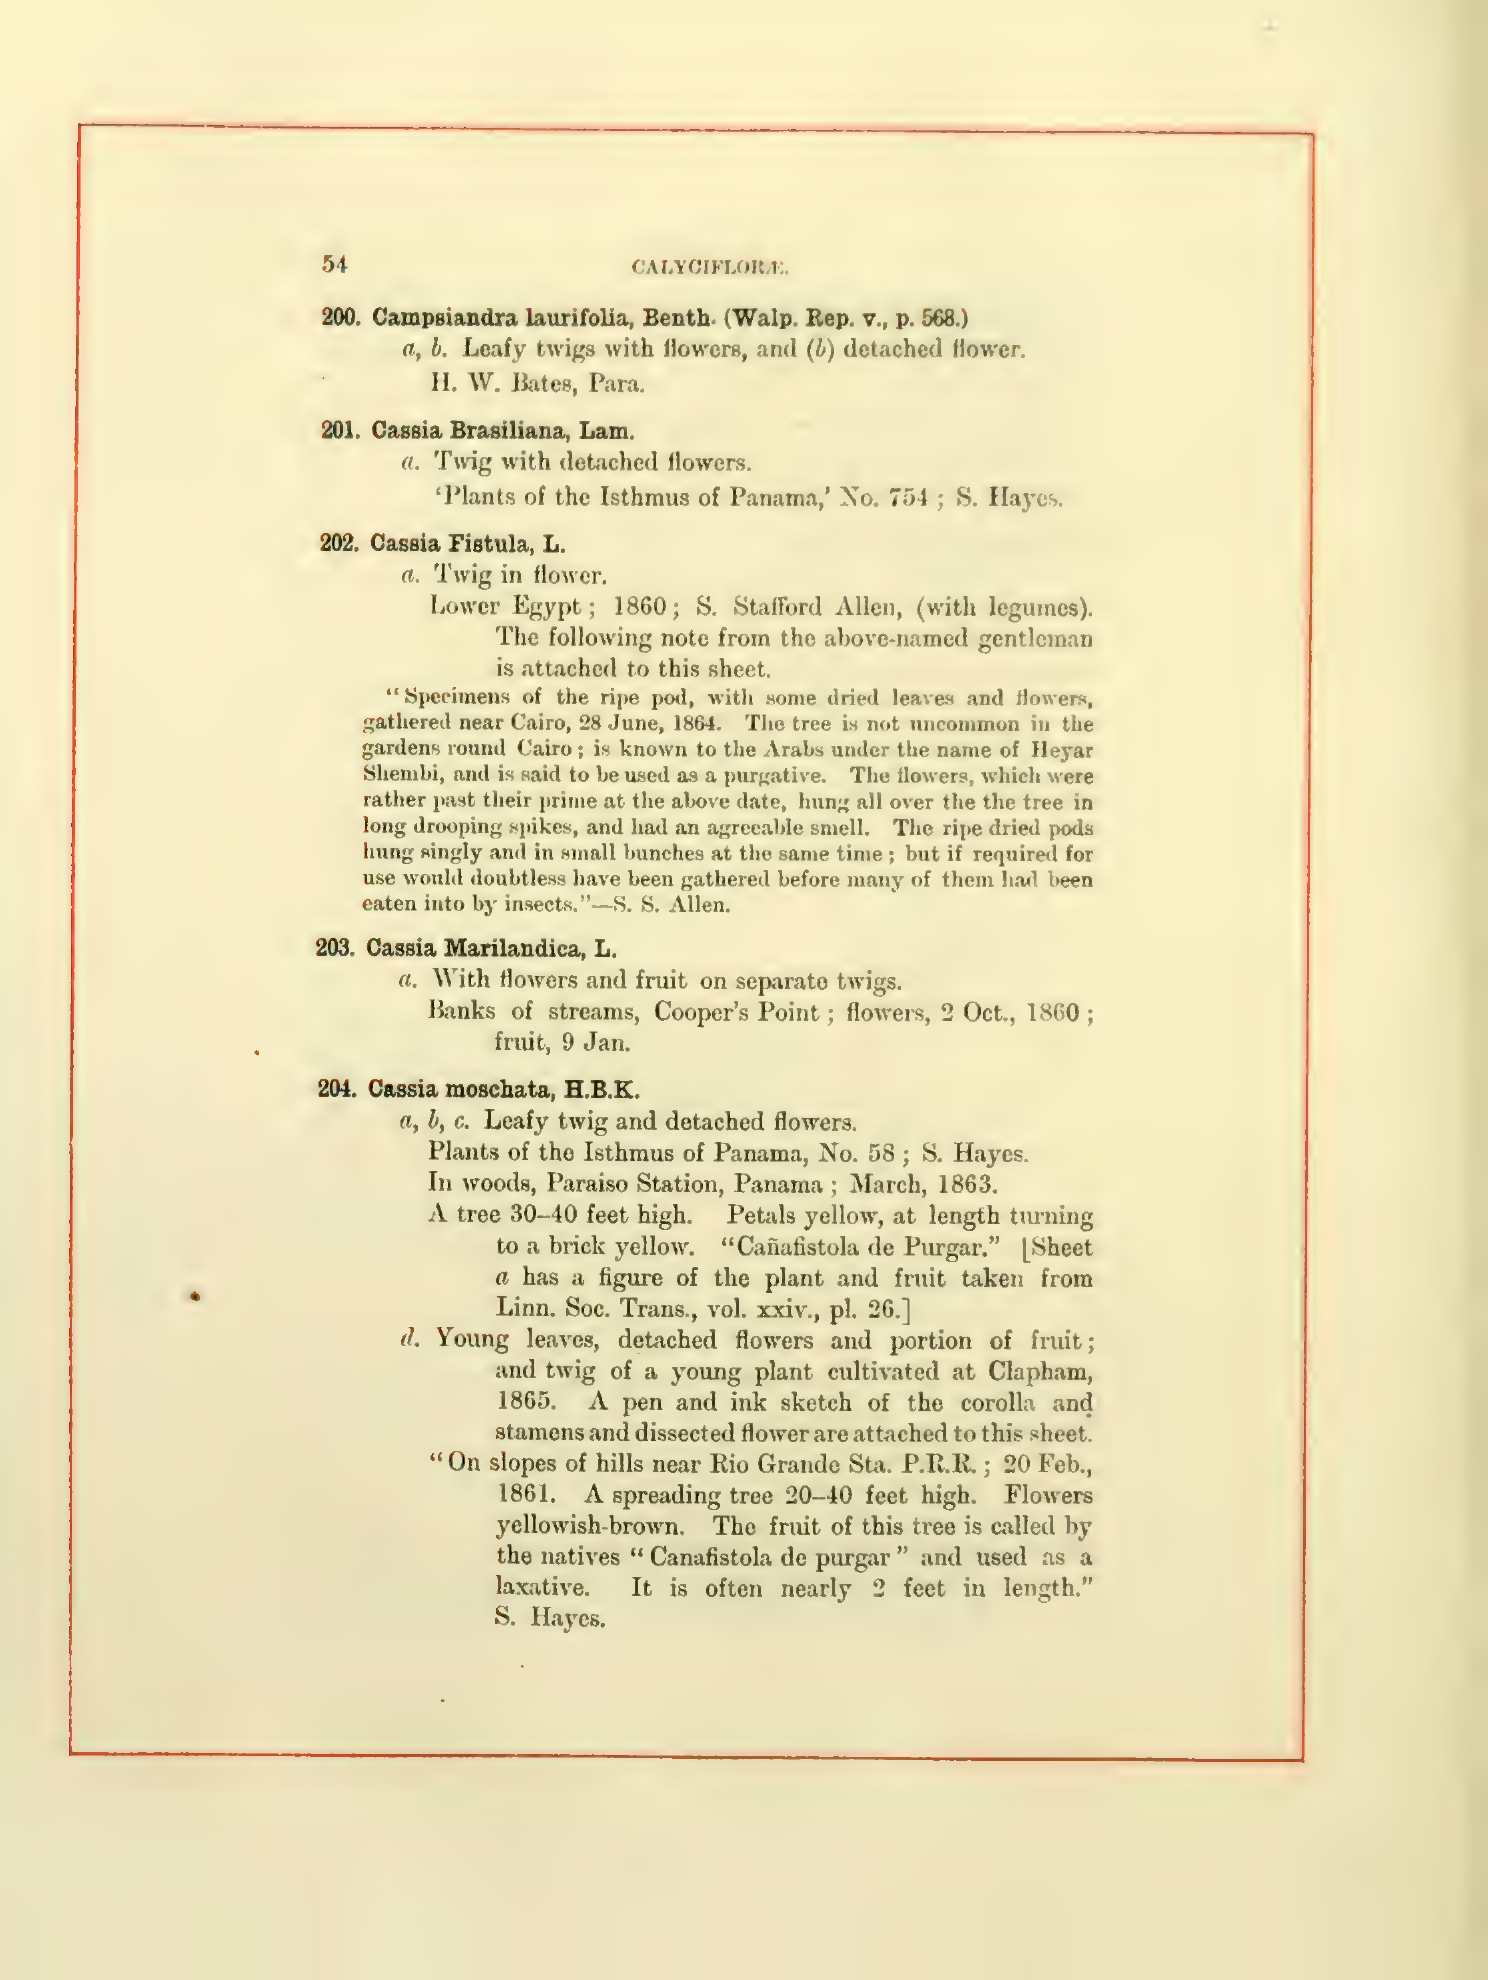 54
CALYCIFLORÆ.
200. Campsiandra laurifolia, Benth. (Walp. Rep. v., p. 568.)
a, b. Leafy twigs with flowers, and (b) detached flower.
H. W. Bates, Para.
201. Cassia Brasiliana, Lam.
a. Twig with detached flowers.
‘Plants of the Isthmus of Panama,’ No. 754 ; S. Hayes.
202. Cassia Fistula, L.
a. Twig in flower.
Lower Egypt ; 1860 ; S. Stafford Allen, (with legumes).
The following note from the above-named gentleman
is attached to this sheet.
“Specimens of the ripe pod, with some dried leaves and flowers,
gathered near Cairo, 28 June, 1864. The tree is not uncommon in the
gardens round Cairo ; is known to the Arabs under the name of Heyar
Shembi, and is said to be used as a purgative. The flowers, which were
rather past their prime at the above date, hung all over the the tree in
long drooping spikes, and had an agreeable smell. The ripe dried pods
hung singly and in small bunches at the same time ; but if required for
use would doubtless have been gathered before many of them had been
eaten into by insects.”—S. S. Allen.
203. Cassia Marilandica, L.
a. With flowers and fruit on separate twigs.
Banks of streams, Cooper’s Point ; flowers, 2 Oct., 1860 ;
fruit, 9 Jan.
204. Cassia moschata, H.B.K.
a, b, c. Leafy twig and detached flowers.
Plants of the Isthmus of Panama, No. 58 ; S. Hayes.
In woods, Paraiso Station, Panama ; March, 1863.
A tree 30–40 feet high. Petals yellow, at length turning
to a brick yellow. “Cañafistola de Purgar.” [Sheet
a has a figure of the plant and fruit taken from
Linn. Soc. Trans., vol. xxiv., pl. 26.]
d. Young leaves, detached flowers and portion of fruit ;
and twig of a young plant cultivated at Clapham,
1865. A pen and ink sketch of the corolla and
stamens and dissected flower are attached to this sheet.
“On slopes of hills near Rio Grande Sta. P.R.R. ; 20 Feb.,
1861. A spreading tree 20–40 feet high. Flowers
yellowish-brown. The fruit of this tree is called by
the natives “ Canafistola de purgar ” and used as a
laxative. It is often nearly 2 feet in length.”
S. Hayes.